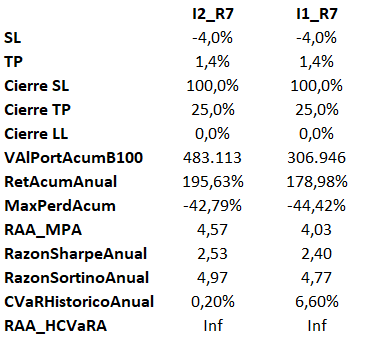 I2_R7 I1_R7
SL -4,0% -4,0%
TP 1,4% 1,4%
Cierre SL 100,0% 100,0%
Cierre TP 25,0% 25,0%
Cierre LL 0,0% 0,0%
VAlPortAcumB100 483.113 306.946
RetAcumAnual 195,63% 178,98%
MaxPerdAcum -42,79% -44,42%
RAA_MPA 4,57 4,03
RazonSharpeAnual 2,53 2,40
RazonSortinoAnual 4,97 4,77
CVaRHistoricoAnual 0,20% 6,60%
RAA_HCVaRA Inf Inf